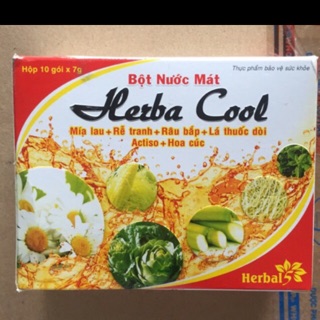 Hộp 10 gói x 7g
Thực phẩm bảo vệ sức khỏe
Bột Nước Mát
Herba Cool
Mía lau + Rễ tranh + Râu bắp + Lá thuốc dòi
Actiso + Hoa cúc
Herbal